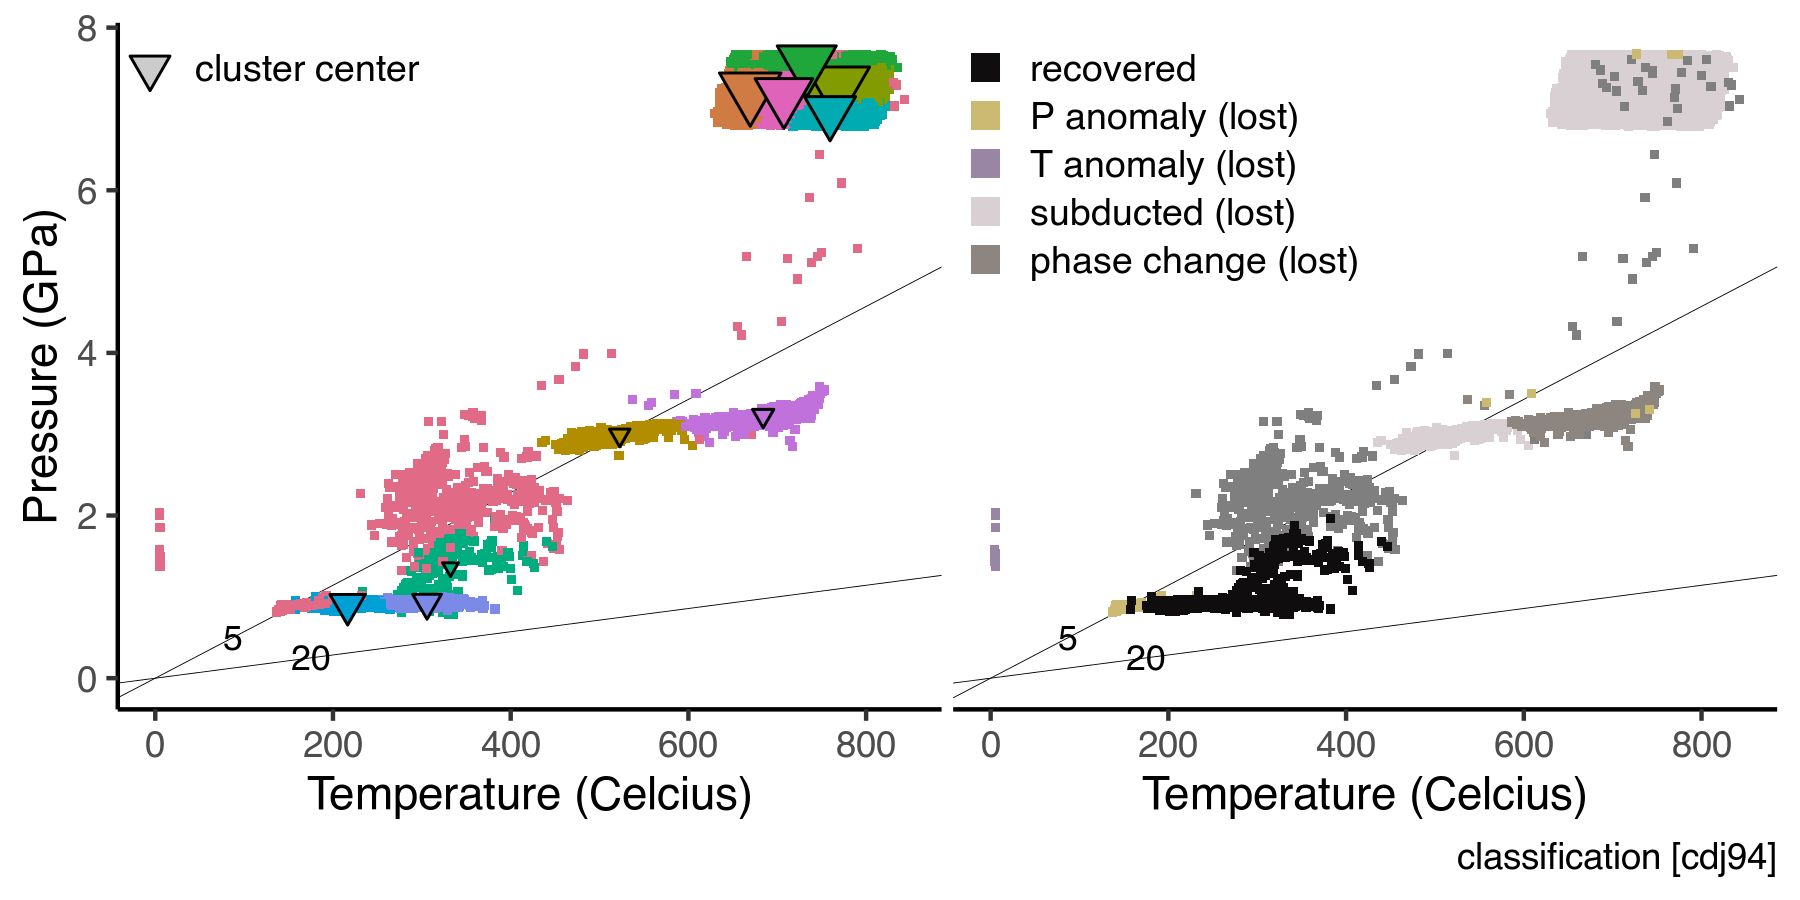 8
6
4
2
0
Pressure (GPa)
cluster center
5
20
0
200
400
600
800
Temperature (Celcius)
recovered
P anomaly (lost)
T anomaly (lost)
subducted (lost)
phase change (lost)
5
20
0
200
400
600
800
Temperature (Celcius)
classification [cdj94]